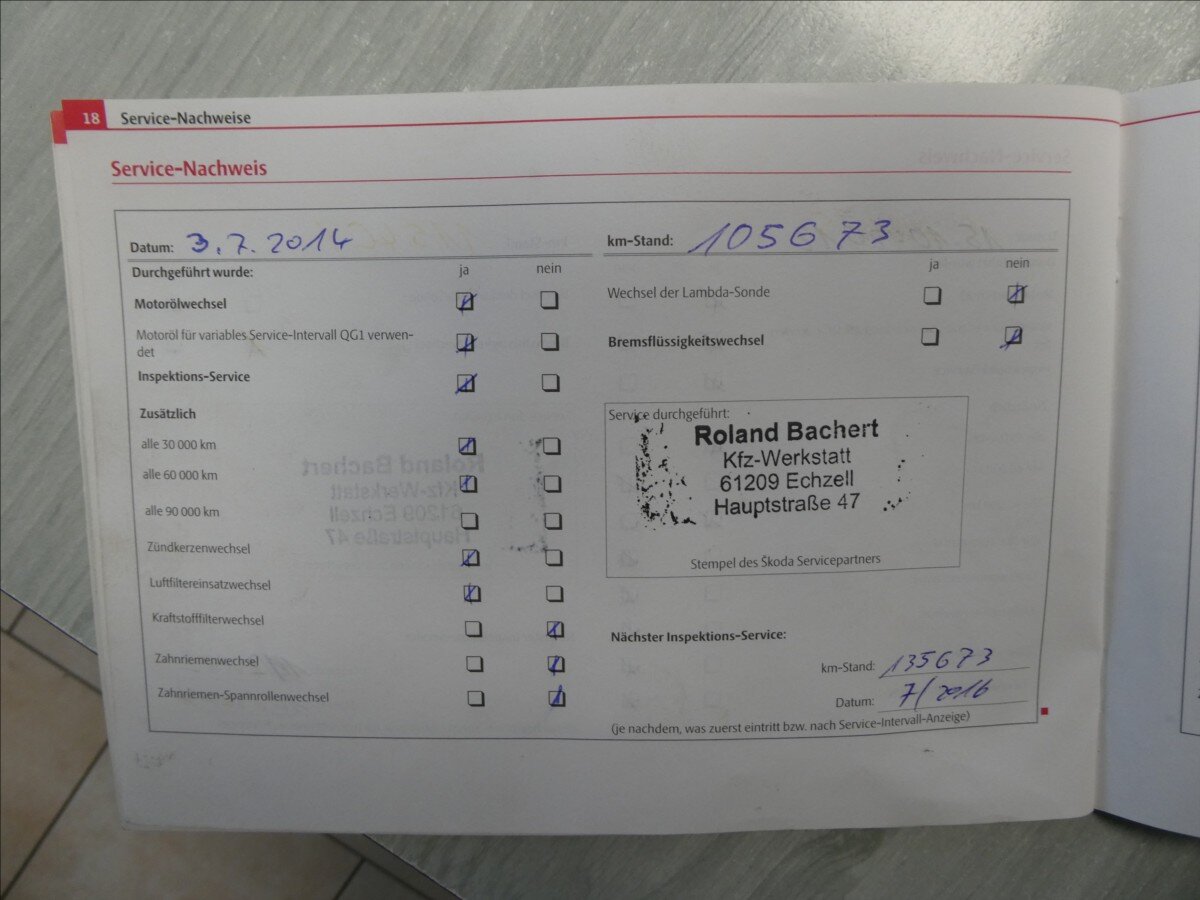 18 Service-Nachweise
Service-Nachweis
Datum: 3.7.2014
Durchgeführt wurde: ja nein
Motorölwechsel
Motoröl für variables Service-Intervall QG1 verwen-
det
Inspektions-Service
Zusätzlich
alle 30 000 km
alle 60 000 km
alle 90 000 km
Zündkerzenwechsel
Luftfiltereinsatzwechsel
Kraftstofffilterwechsel
Zahnriemenwechsel
Zahnriemen-Spannrollenwechsel
km-Stand: 105673
ja nein
Wechsel der Lambda-Sonde
Bremsflüssigkeitswechsel
Service durchgeführt:
Roland Bachert
Kfz-Werkstatt
61209 Echzell
Hauptstraße 47
Stempel des Škoda Servicepartners
Nächster Inspektions-Service:
km-Stand: 135673
Datum: 7/2016
(je nachdem, was zuerst eintritt bzw. nach Service-Intervall-Anzeige)